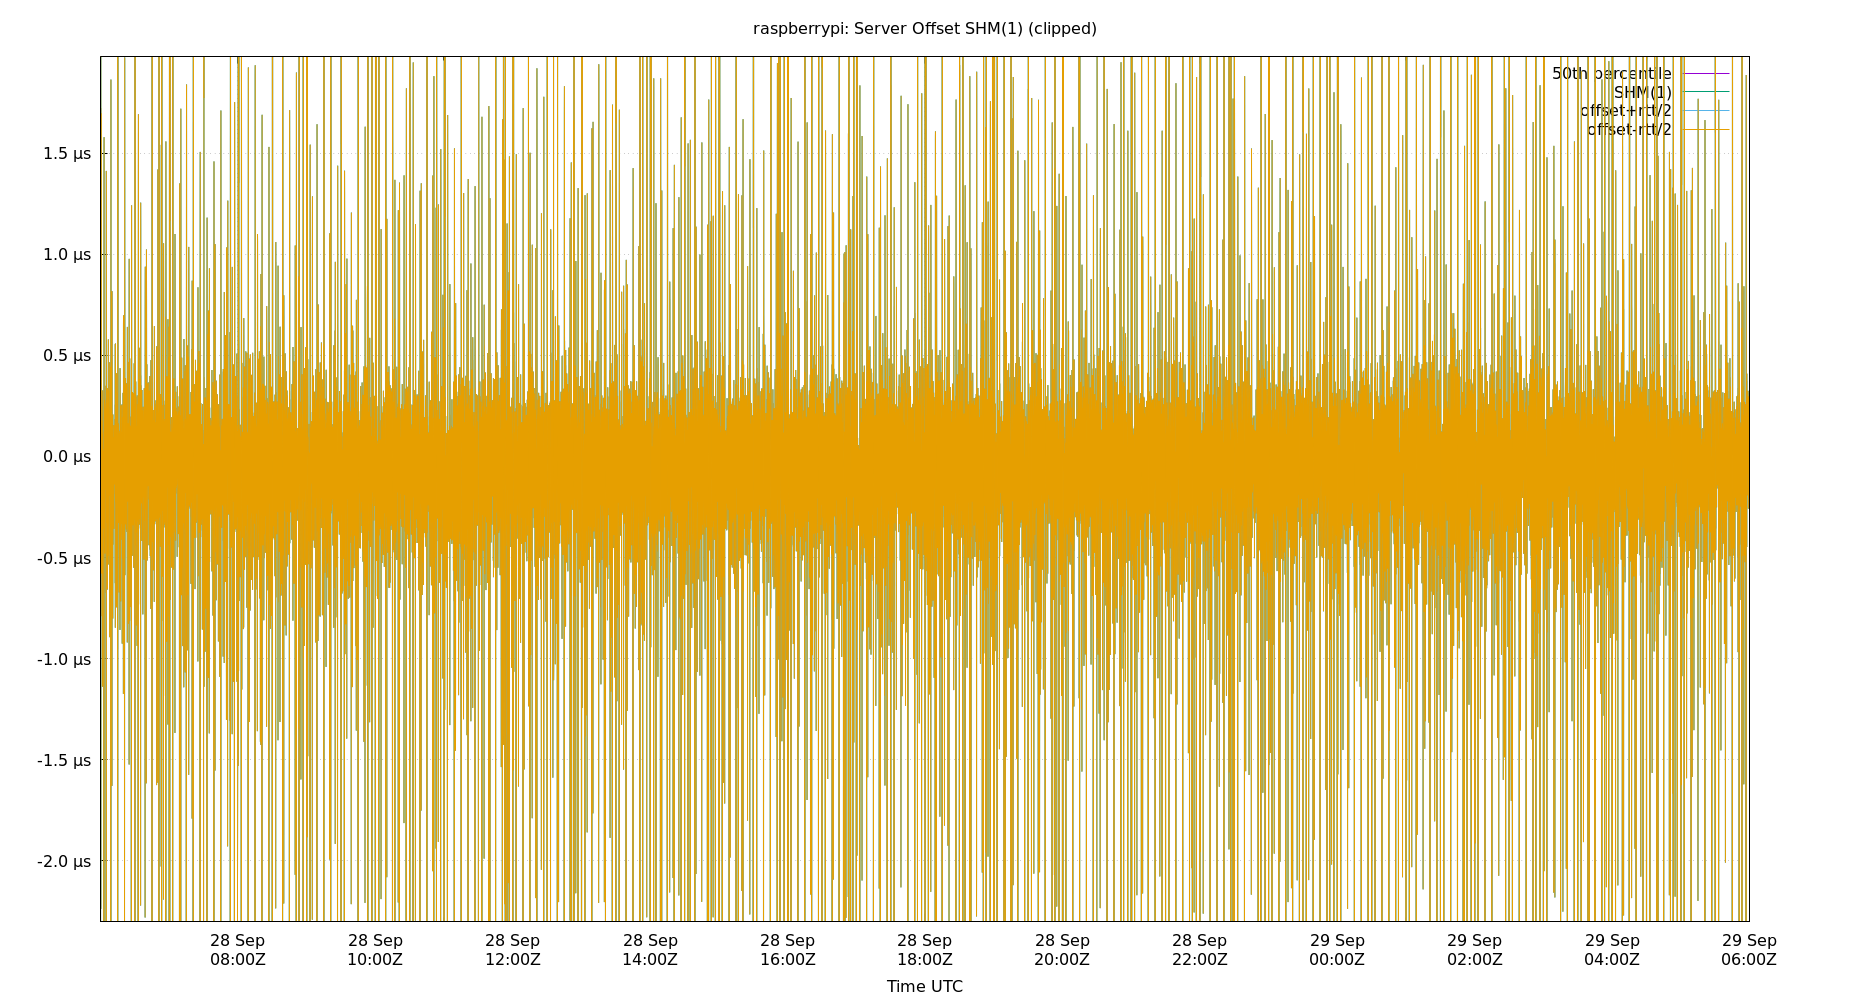 raspberrypi: Server Offset SHM(1) (clipped)
50th percentile
SHM(1)
offset+rtt/2
offset-rtt/2
1.5 µs
1.0 µs
0.5 µs
0.0 µs
-0.5 µs
-1.0 µs
-1.5 µs
-2.0 µs
28 Sep 28 Sep 28 Sep 28 Sep 28 Sep 28 Sep 28 Sep 28 Sep 29 Sep 29 Sep 29 Sep 29 Sep
08:00Z 10:00Z 12:00Z 14:00Z 16:00Z 18:00Z 20:00Z 22:00Z 00:00Z 02:00Z 04:00Z 06:00Z
Time UTC